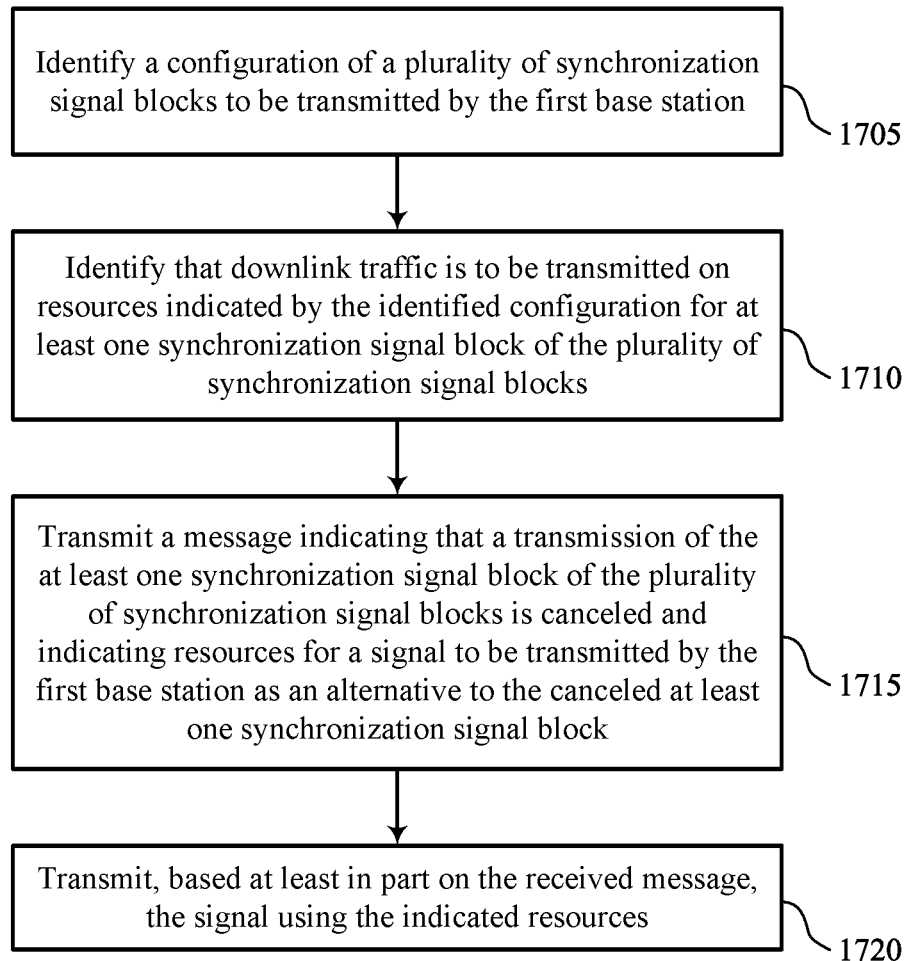 Identify a configuration of a plurality of synchronization
signal blocks to be transmitted by the first base station
1705
Identify that downlink traffic is to be transmitted on
resources indicated by the identified configuration for at
least one synchronization signal block of the plurality of
synchronization signal blocks
1710
Transmit a message indicating that a transmission of the
at least one synchronization signal block of the plurality
of synchronization signal blocks is canceled and
indicating resources for a signal to be transmitted by the
first base station as an alternative to the canceled at least
one synchronization signal block
1715
Transmit, based at least in part on the received message,
the signal using the indicated resources
1720